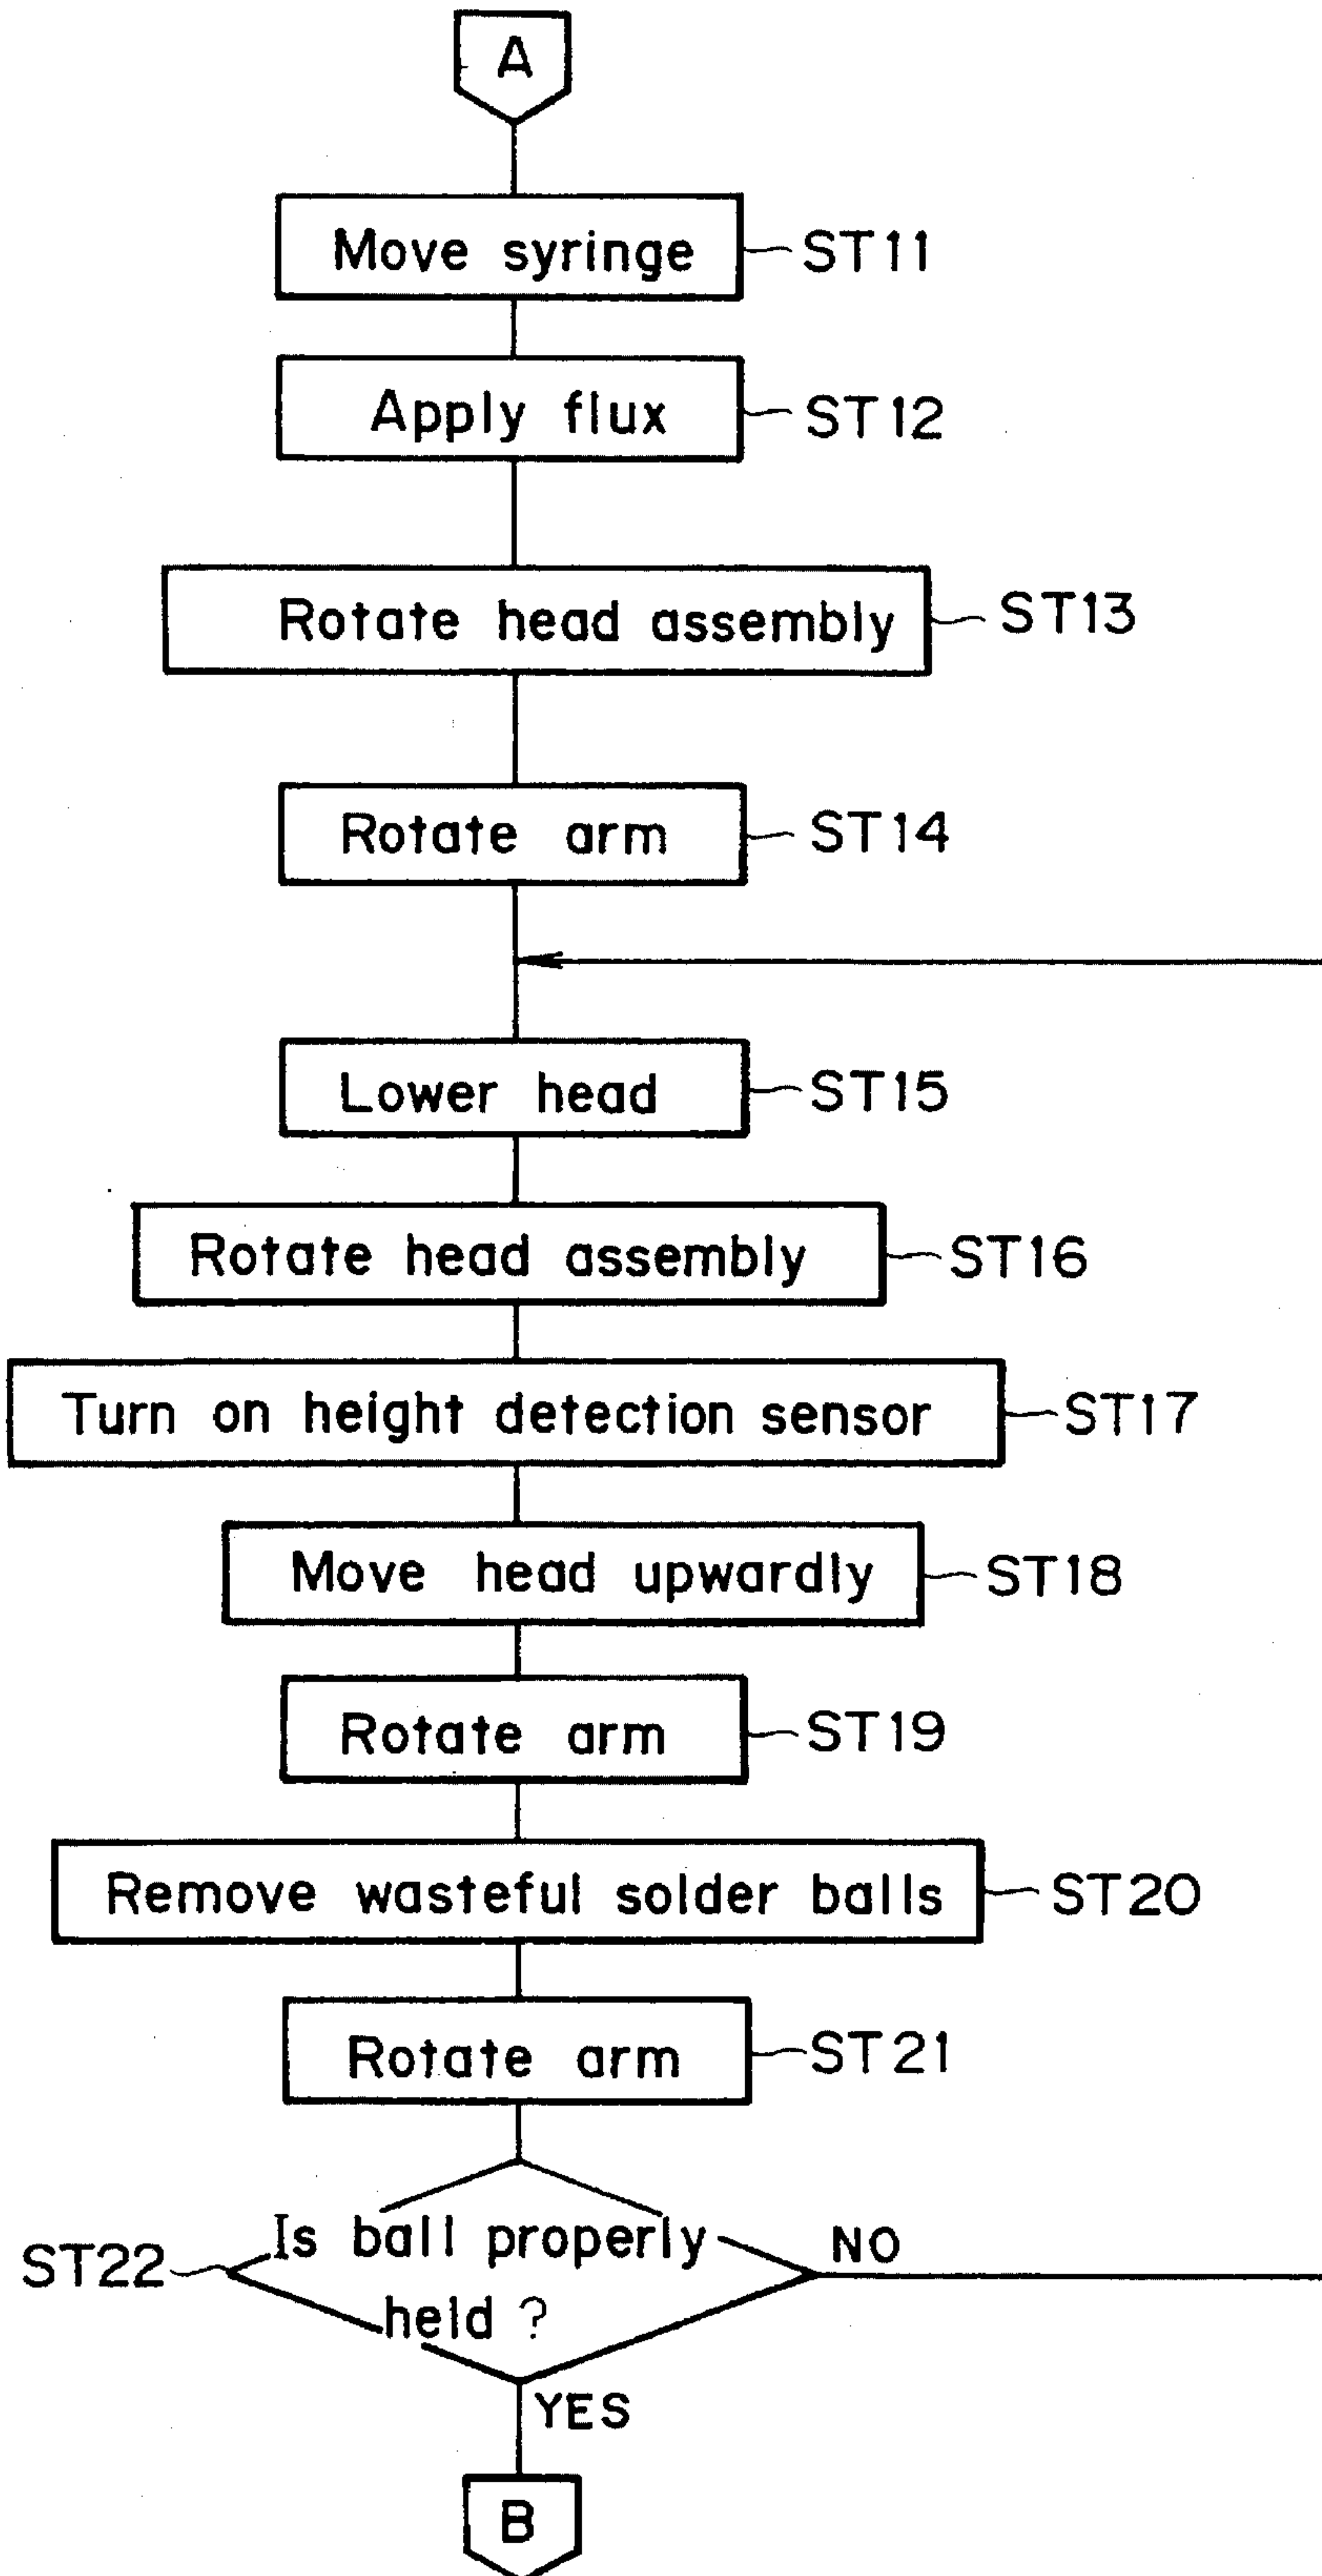 A
Move syringe ST11
Apply flux ST12
Rotate head assembly ST13
Rotate arm ST14
Lower head ST15
Rotate head assembly ST16
Turn on height detection sensor ST17
Move head upwardly ST18
Rotate arm ST19
Remove wasteful solder balls ST20
Rotate arm ST21
Is ball properly NO
ST22
held ?
YES
B